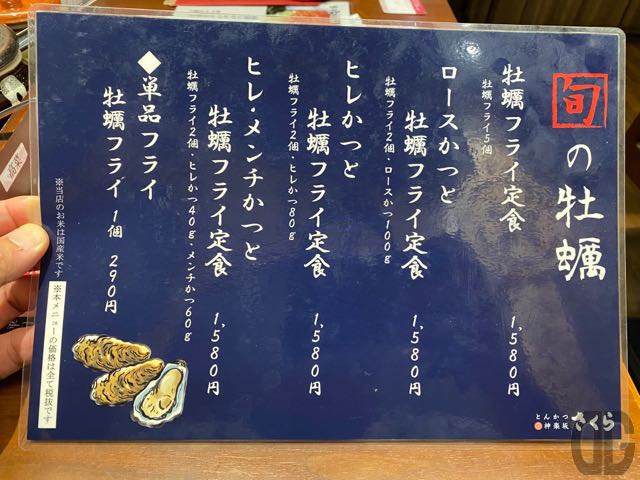 旬の牡蠣
牡蠣フライ定食 1,580円
牡蠣フライ5個
ロースかつと
牡蠣フライ定食 1,580円
牡蠣フライ2個・ロースかつ100g
ヒレかつと
牡蠣フライ定食 1,580円
牡蠣フライ2個・ヒレかつ80g
ヒレ・メンチかつと
牡蠣フライ定食 1,580円
牡蠣フライ2個・ヒレかつ40g・メンチかつ60g
◆単品フライ
牡蠣フライ 1個 290円
※当店のお米は国産米です
※本メニューの価格は全て税抜です
とんかつ
神楽坂
さくら